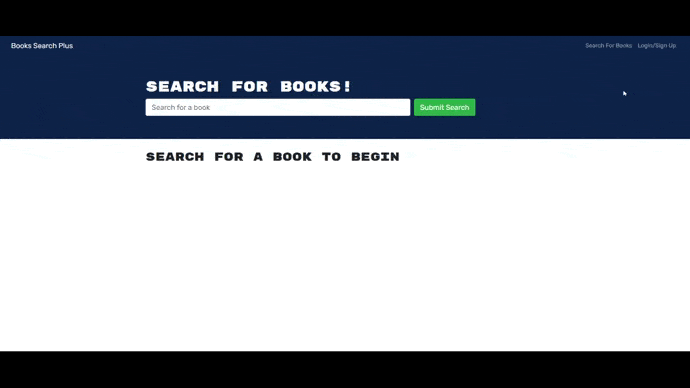 Books Search Plus
Search For Books Login/Sign Up
SEARCH FOR BOOKS!
Search for a book Submit Search
SEARCH FOR A BOOK TO BEGIN